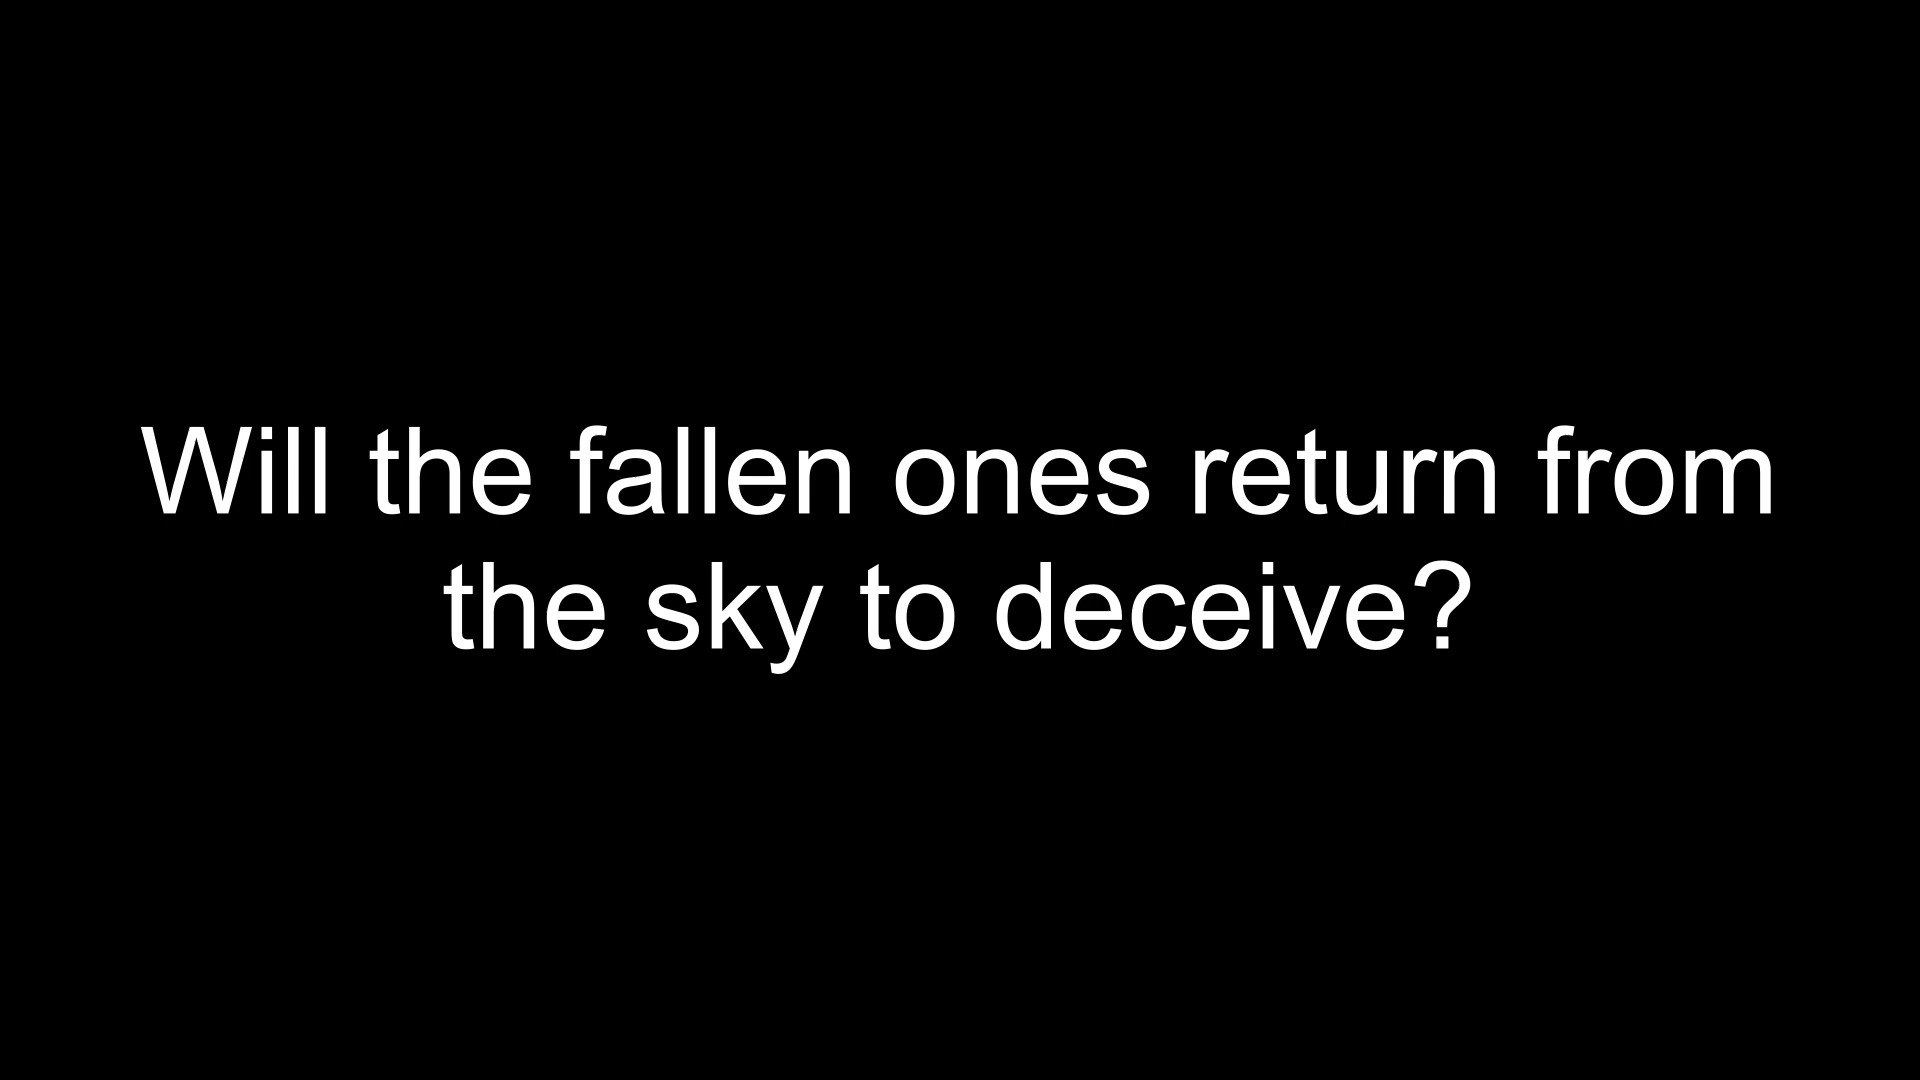 Will the fallen ones return from
the sky to deceive?